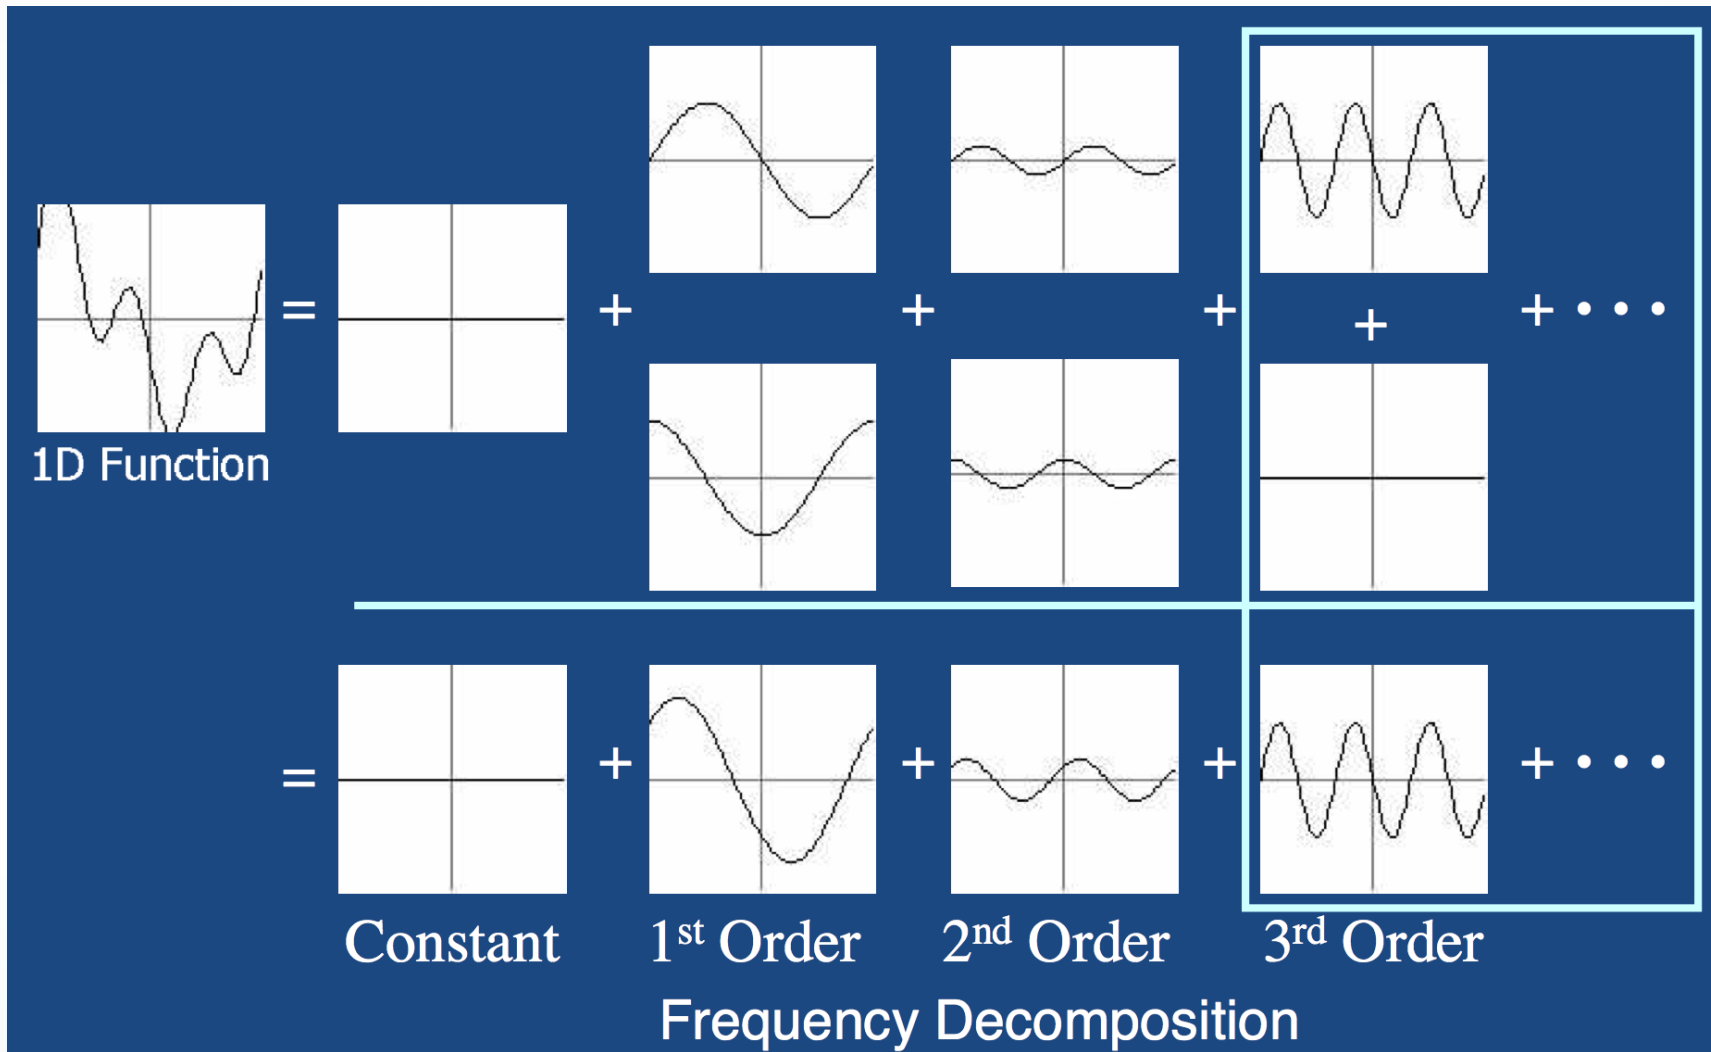 = + + + + • • •
+
1D Function
= + + + + • • •
Constant 1st Order 2nd Order 3rd Order
Frequency Decomposition